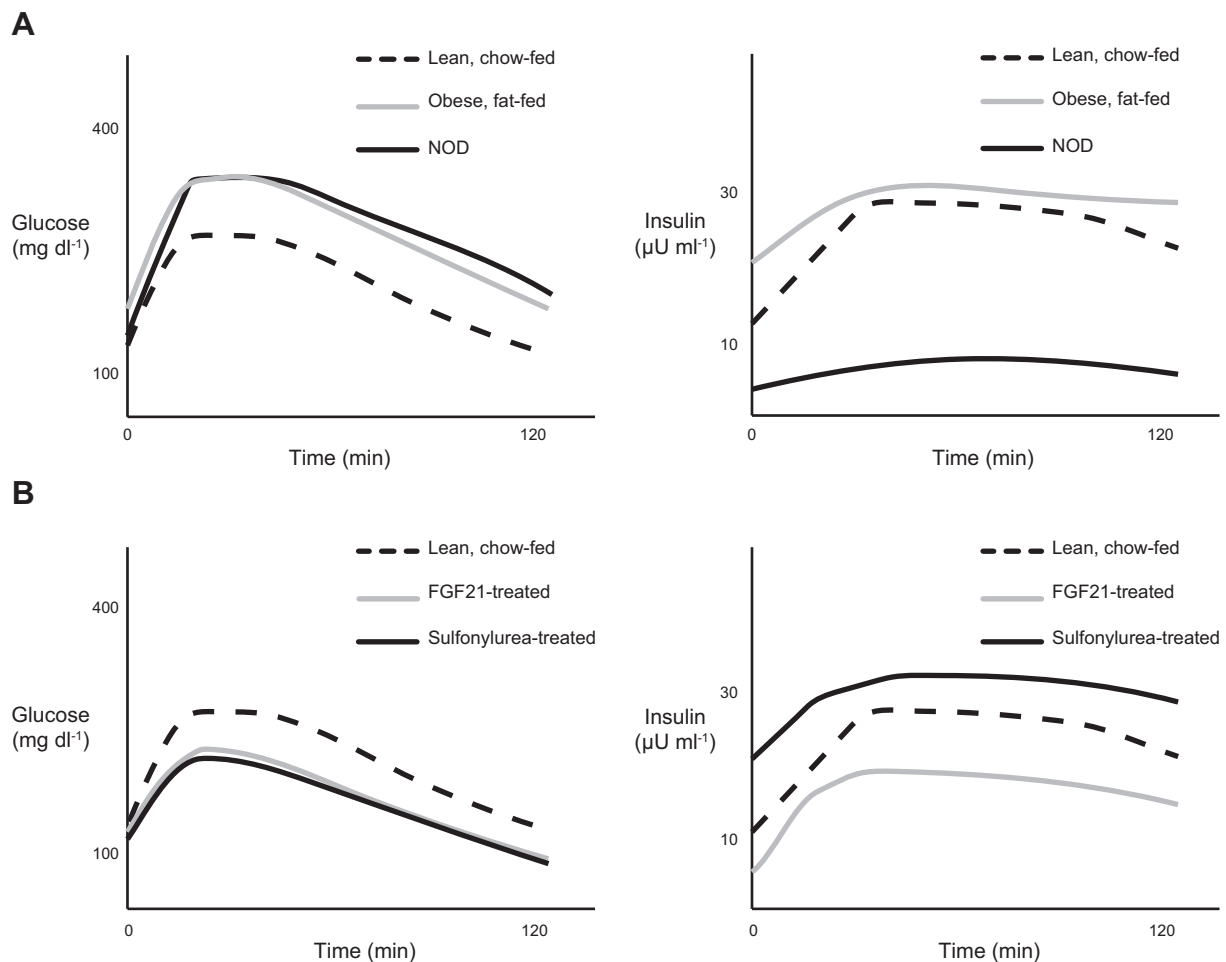 A
Lean, chow-fed
Obese, fat-fed
NOD
400
100
Glucose
(mg dl-1)
0
120
Time (min)
Lean, chow-fed
Obese, fat-fed
NOD
30
10
Insulin
(µU ml-1)
0
120
Time (min)
B
Lean, chow-fed
FGF21-treated
Sulfonylurea-treated
400
100
Glucose
(mg dl-1)
0
120
Time (min)
Lean, chow-fed
FGF21-treated
Sulfonylurea-treated
30
10
Insulin
(µU ml-1)
0
120
Time (min)